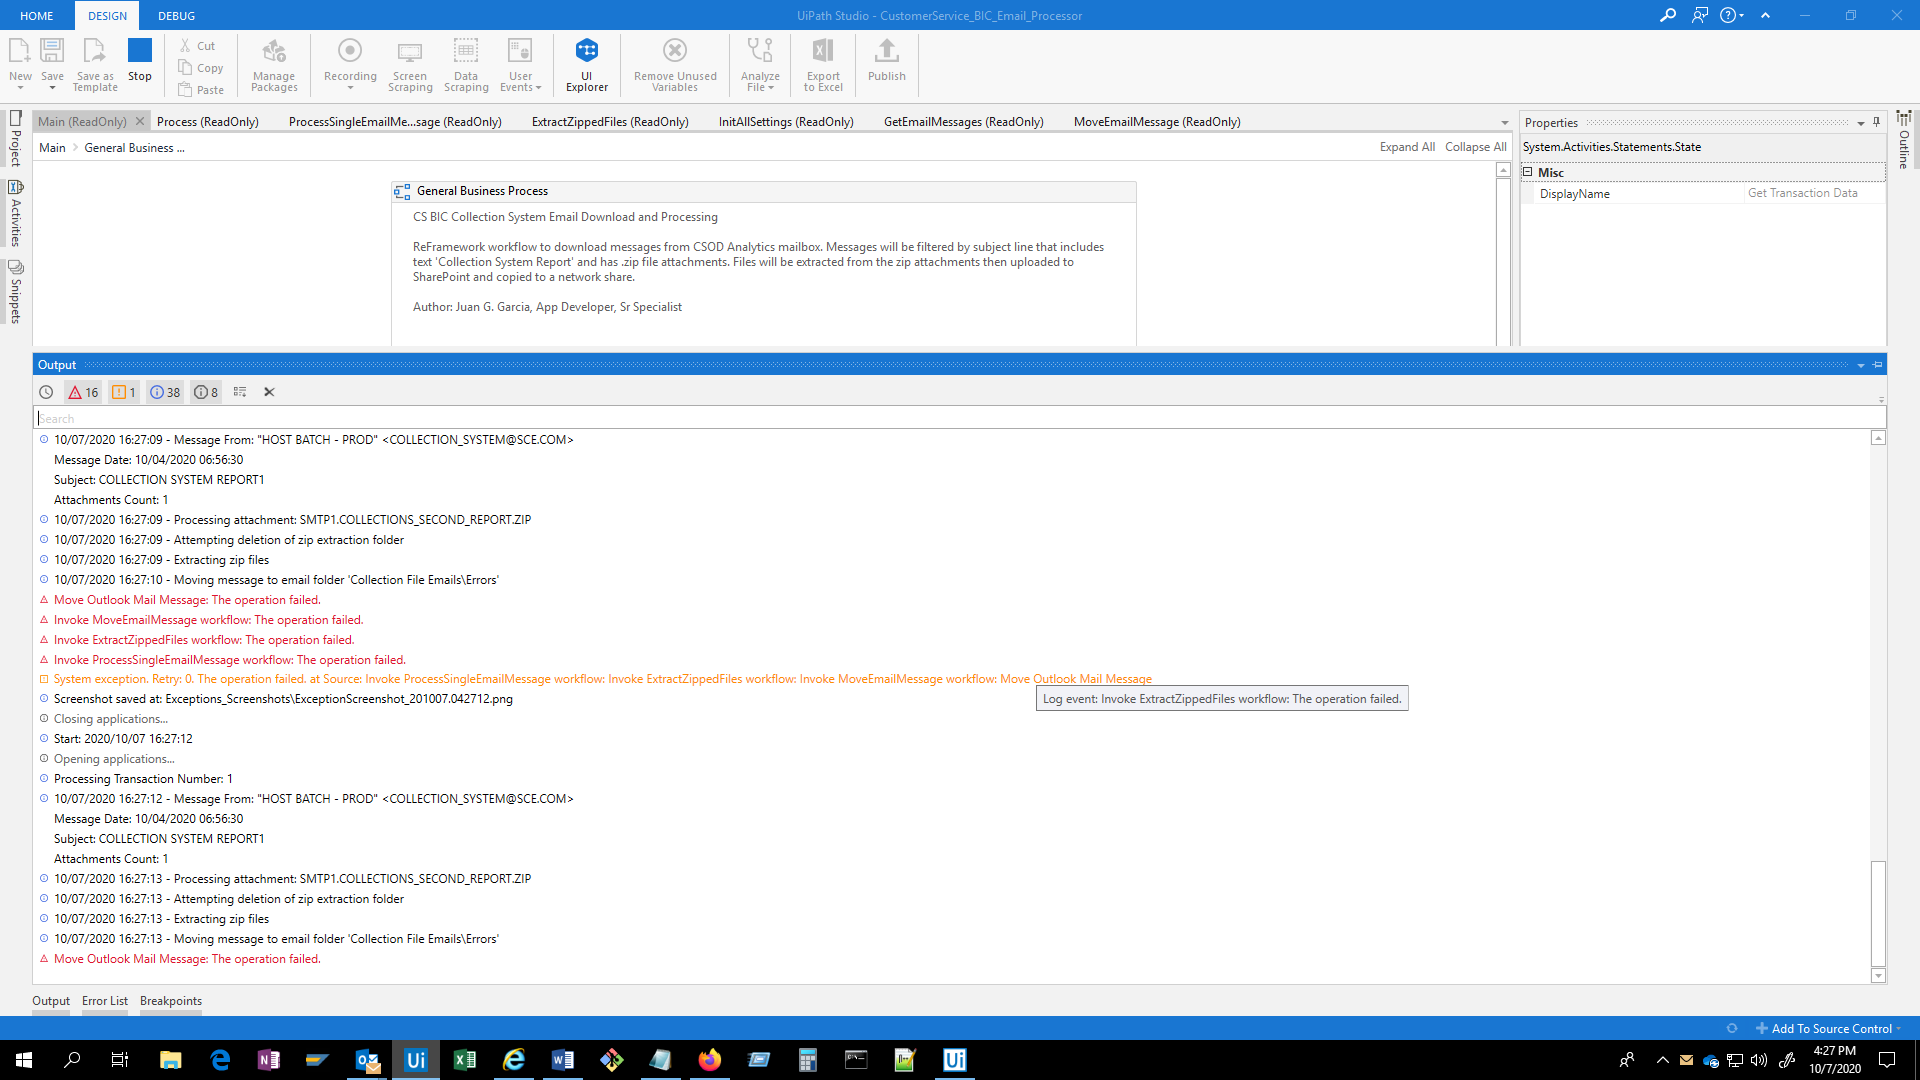 HOME DESIGN DEBUG
UiPath Studio - CustomerService_BIC_Email_Processor
New Save Save as Template Stop
Cut
Copy
Paste
Manage Packages
Recording
Screen Scraping
Data Scraping
User Events
UI Explorer
Remove Unused Variables
Analyze File
Export to Excel
Publish
Project
Activities
Snippets
Outline
Main (ReadOnly) Process (ReadOnly) ProcessSingleEmailMe...sage (ReadOnly) ExtractZippedFiles (ReadOnly) InitAllSettings (ReadOnly) GetEmailMessages (ReadOnly) MoveEmailMessage (ReadOnly)
Main General Business ... Expand All Collapse All
General Business Process
CS BIC Collection System Email Download and Processing
ReFramework workflow to download messages from CSOD Analytics mailbox. Messages will be filtered by subject line that includes
text 'Collection System Report' and has .zip file attachments. Files will be extracted from the zip attachments then uploaded to
SharePoint and copied to a network share.
Author: Juan G. Garcia, App Developer, Sr Specialist
Properties
System.Activities.Statements.State
Misc
DisplayName Get Transaction Data
Output
16 1 38 8
Search
10/07/2020 16:27:09 - Message From: "HOST BATCH - PROD" <COLLECTION_SYSTEM@SCE.COM>
Message Date: 10/04/2020 06:56:30
Subject: COLLECTION SYSTEM REPORT1
Attachments Count: 1
10/07/2020 16:27:09 - Processing attachment: SMTP1.COLLECTIONS_SECOND_REPORT.ZIP
10/07/2020 16:27:09 - Attempting deletion of zip extraction folder
10/07/2020 16:27:09 - Extracting zip files
10/07/2020 16:27:10 - Moving message to email folder 'Collection File Emails\Errors'
Move Outlook Mail Message: The operation failed.
Invoke MoveEmailMessage workflow: The operation failed.
Invoke ExtractZippedFiles workflow: The operation failed.
Invoke ProcessSingleEmailMessage workflow: The operation failed.
System exception. Retry: 0. The operation failed. at Source: Invoke ProcessSingleEmailMessage workflow: Invoke ExtractZippedFiles workflow: Invoke MoveEmailMessage workflow: Move Outlook Mail Message
Log event: Invoke ExtractZippedFiles workflow: The operation failed.
Screenshot saved at: Exceptions_Screenshots\ExceptionScreenshot_201007.042712.png
Closing applications...
Start: 2020/10/07 16:27:12
Opening applications...
Processing Transaction Number: 1
10/07/2020 16:27:12 - Message From: "HOST BATCH - PROD" <COLLECTION_SYSTEM@SCE.COM>
Message Date: 10/04/2020 06:56:30
Subject: COLLECTION SYSTEM REPORT1
Attachments Count: 1
10/07/2020 16:27:13 - Processing attachment: SMTP1.COLLECTIONS_SECOND_REPORT.ZIP
10/07/2020 16:27:13 - Attempting deletion of zip extraction folder
10/07/2020 16:27:13 - Extracting zip files
10/07/2020 16:27:13 - Moving message to email folder 'Collection File Emails\Errors'
Move Outlook Mail Message: The operation failed.
Output Error List Breakpoints
Add To Source Control
Ui
Ui
4:27 PM
10/7/2020